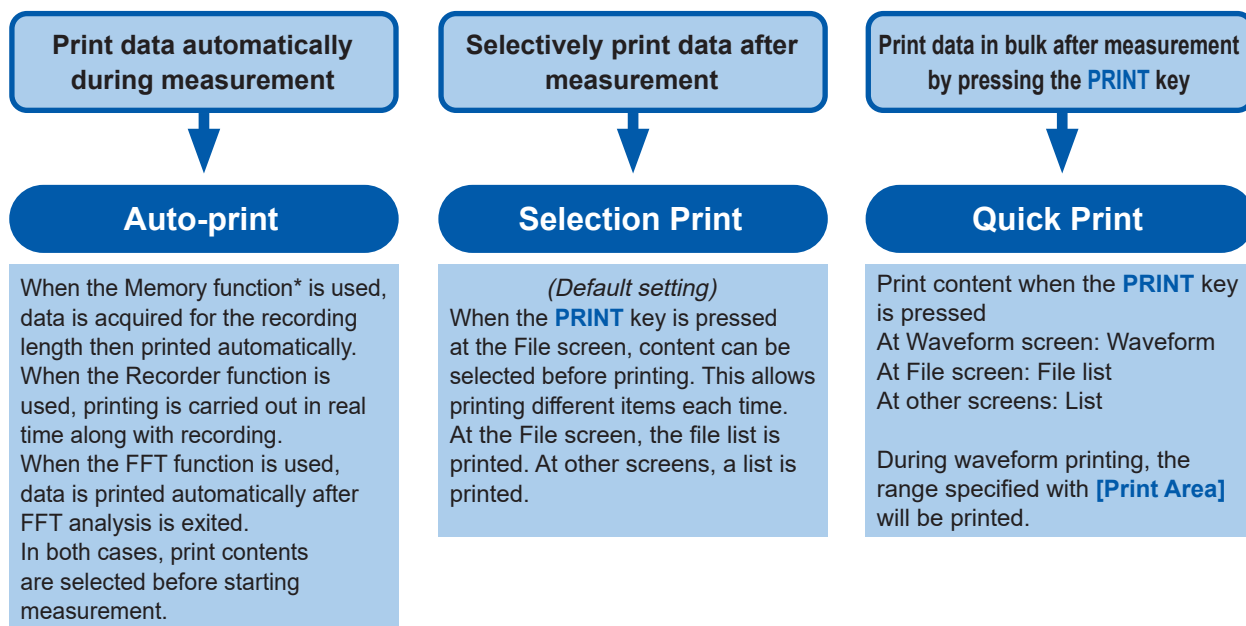 Print data automatically
during measurement
Auto-print
When the Memory function* is used,
data is acquired for the recording
length then printed automatically.
When the Recorder function is
used, printing is carried out in real
time along with recording.
When the FFT function is used,
data is printed automatically after
FFT analysis is exited.
In both cases, print contents
are selected before starting
measurement.
Selectively print data after
measurement
Selection Print
(Default setting)
When the PRINT key is pressed
at the File screen, content can be
selected before printing. This allows
printing different items each time.
At the File screen, the file list is
printed. At other screens, a list is
printed.
Print data in bulk after measurement
by pressing the PRINT key
Quick Print
Print content when the PRINT key
is pressed
At Waveform screen: Waveform
At File screen: File list
At other screens: List
During waveform printing, the
range specified with [Print Area]
will be printed.